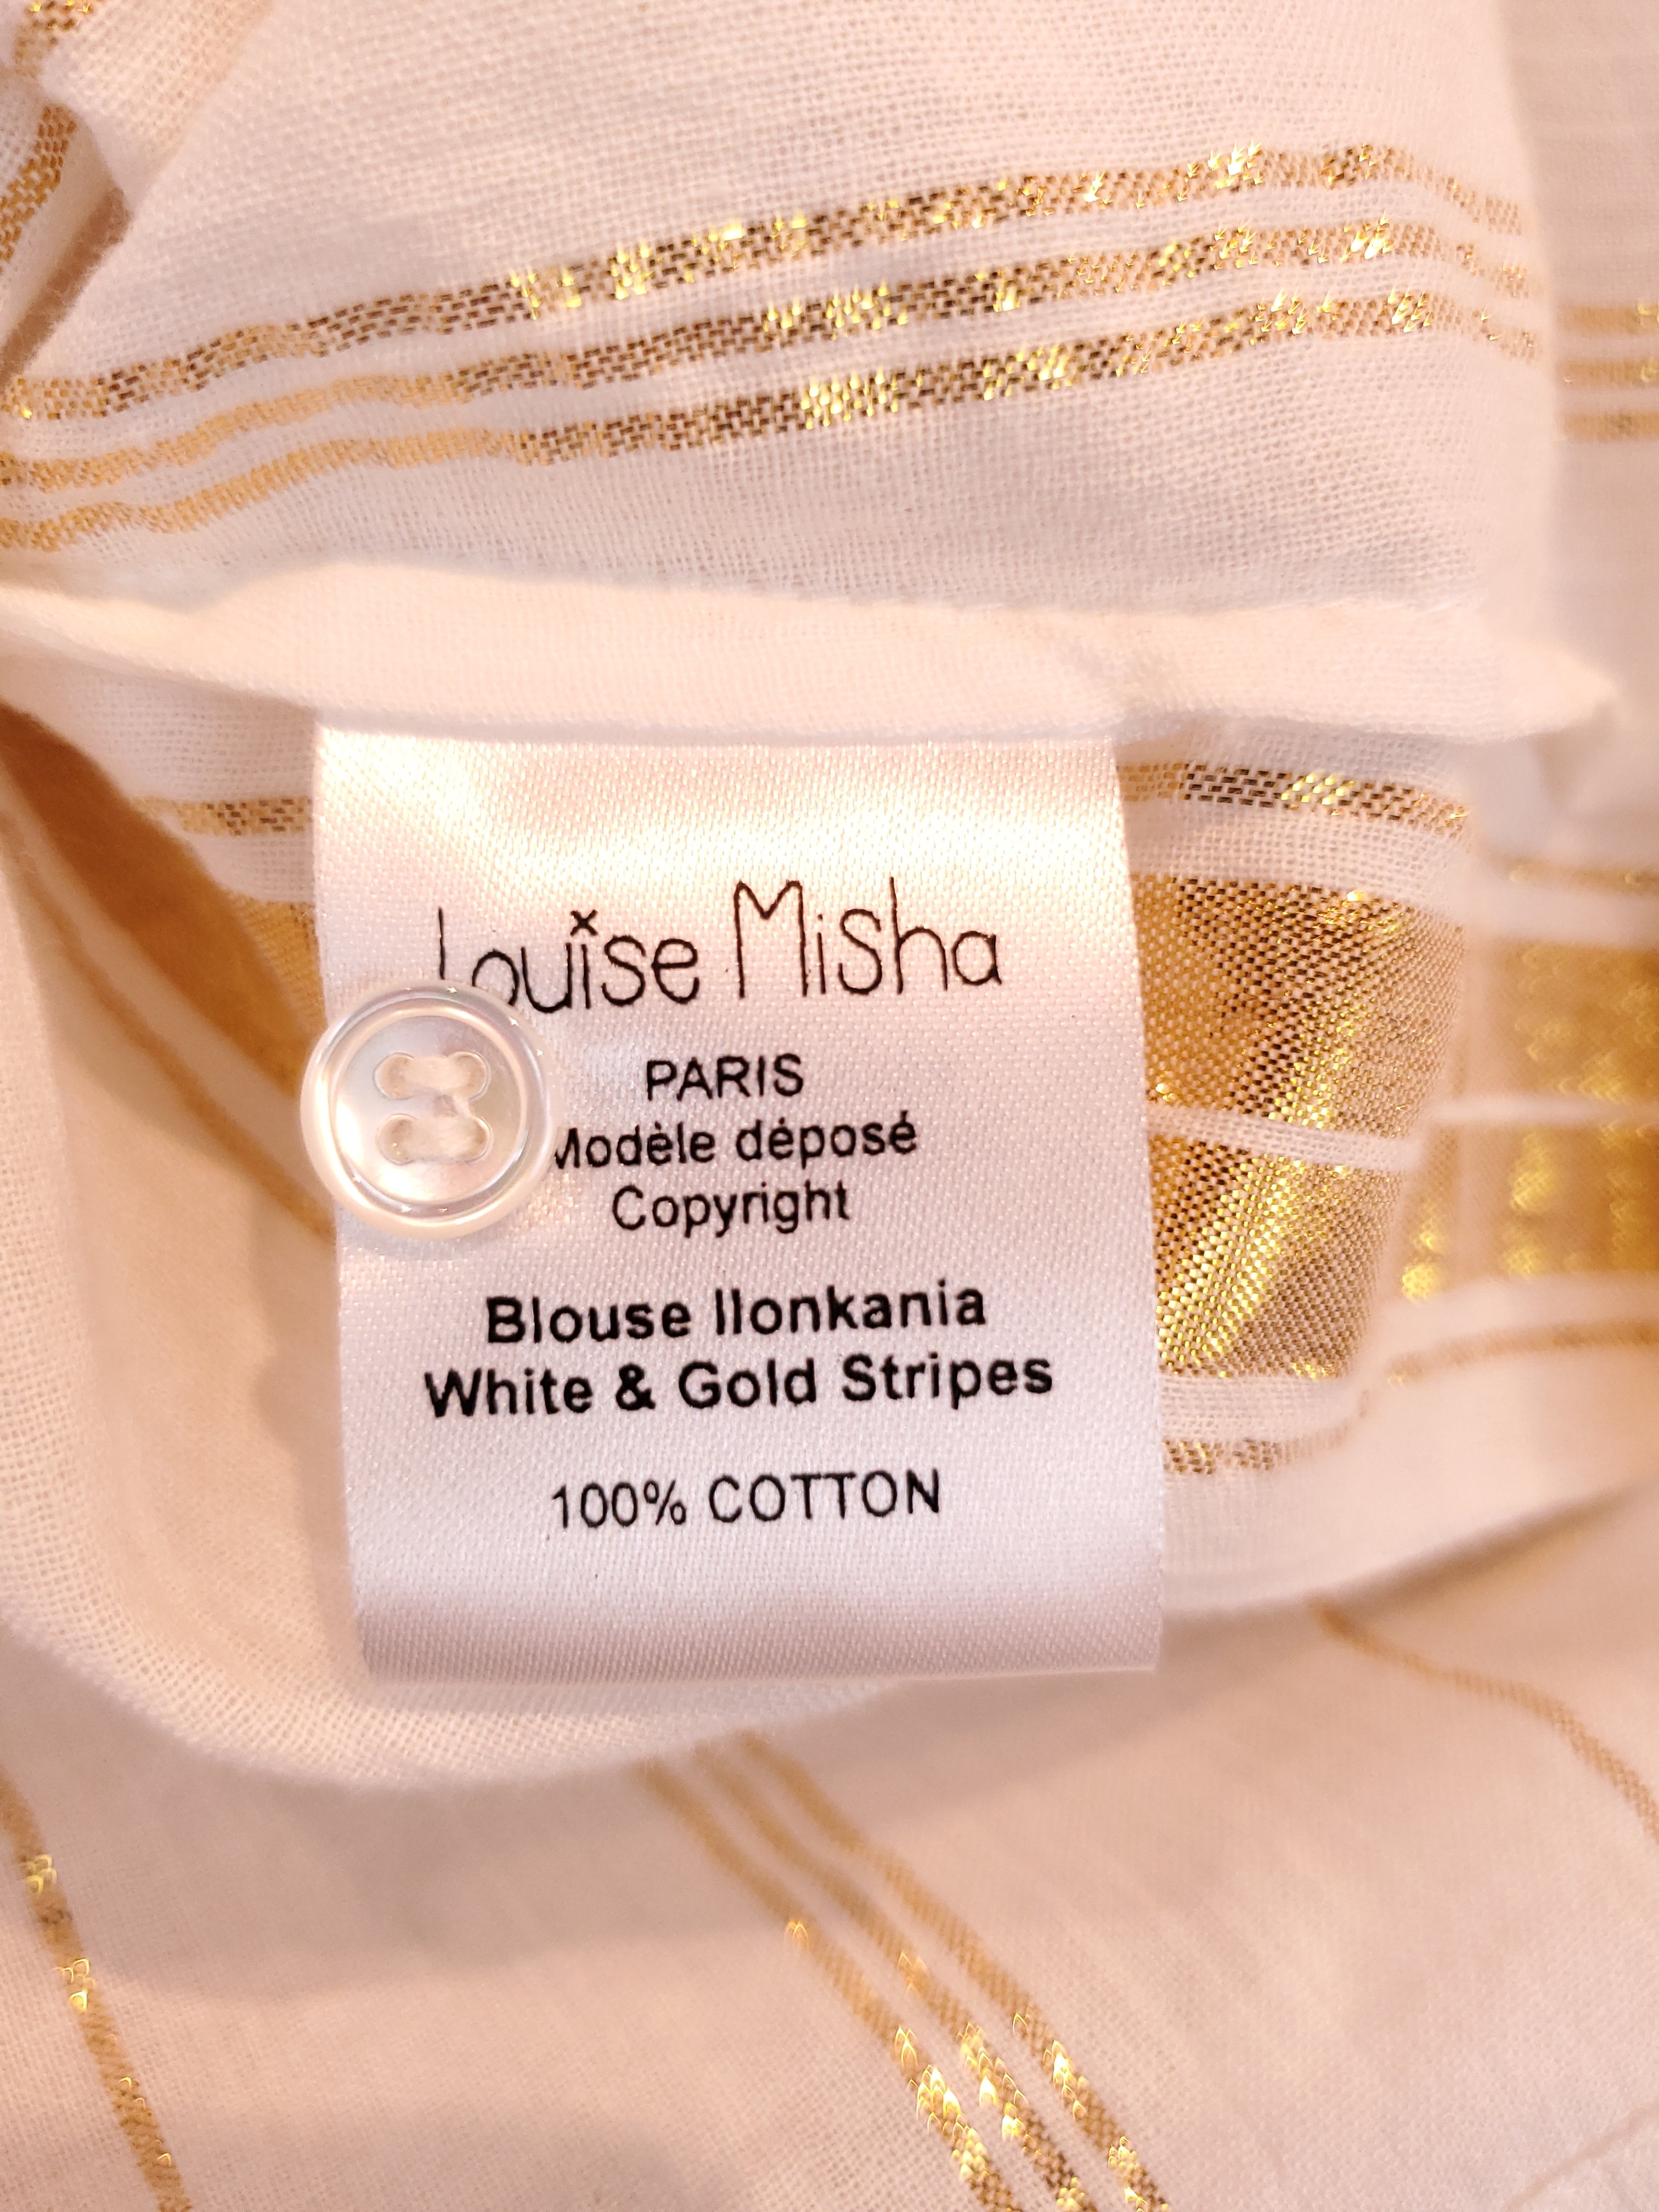 Louise Misha
PARIS
Modèle déposé
Copyright
Blouse Ilonkania
White & Gold Stripes
100% COTTON